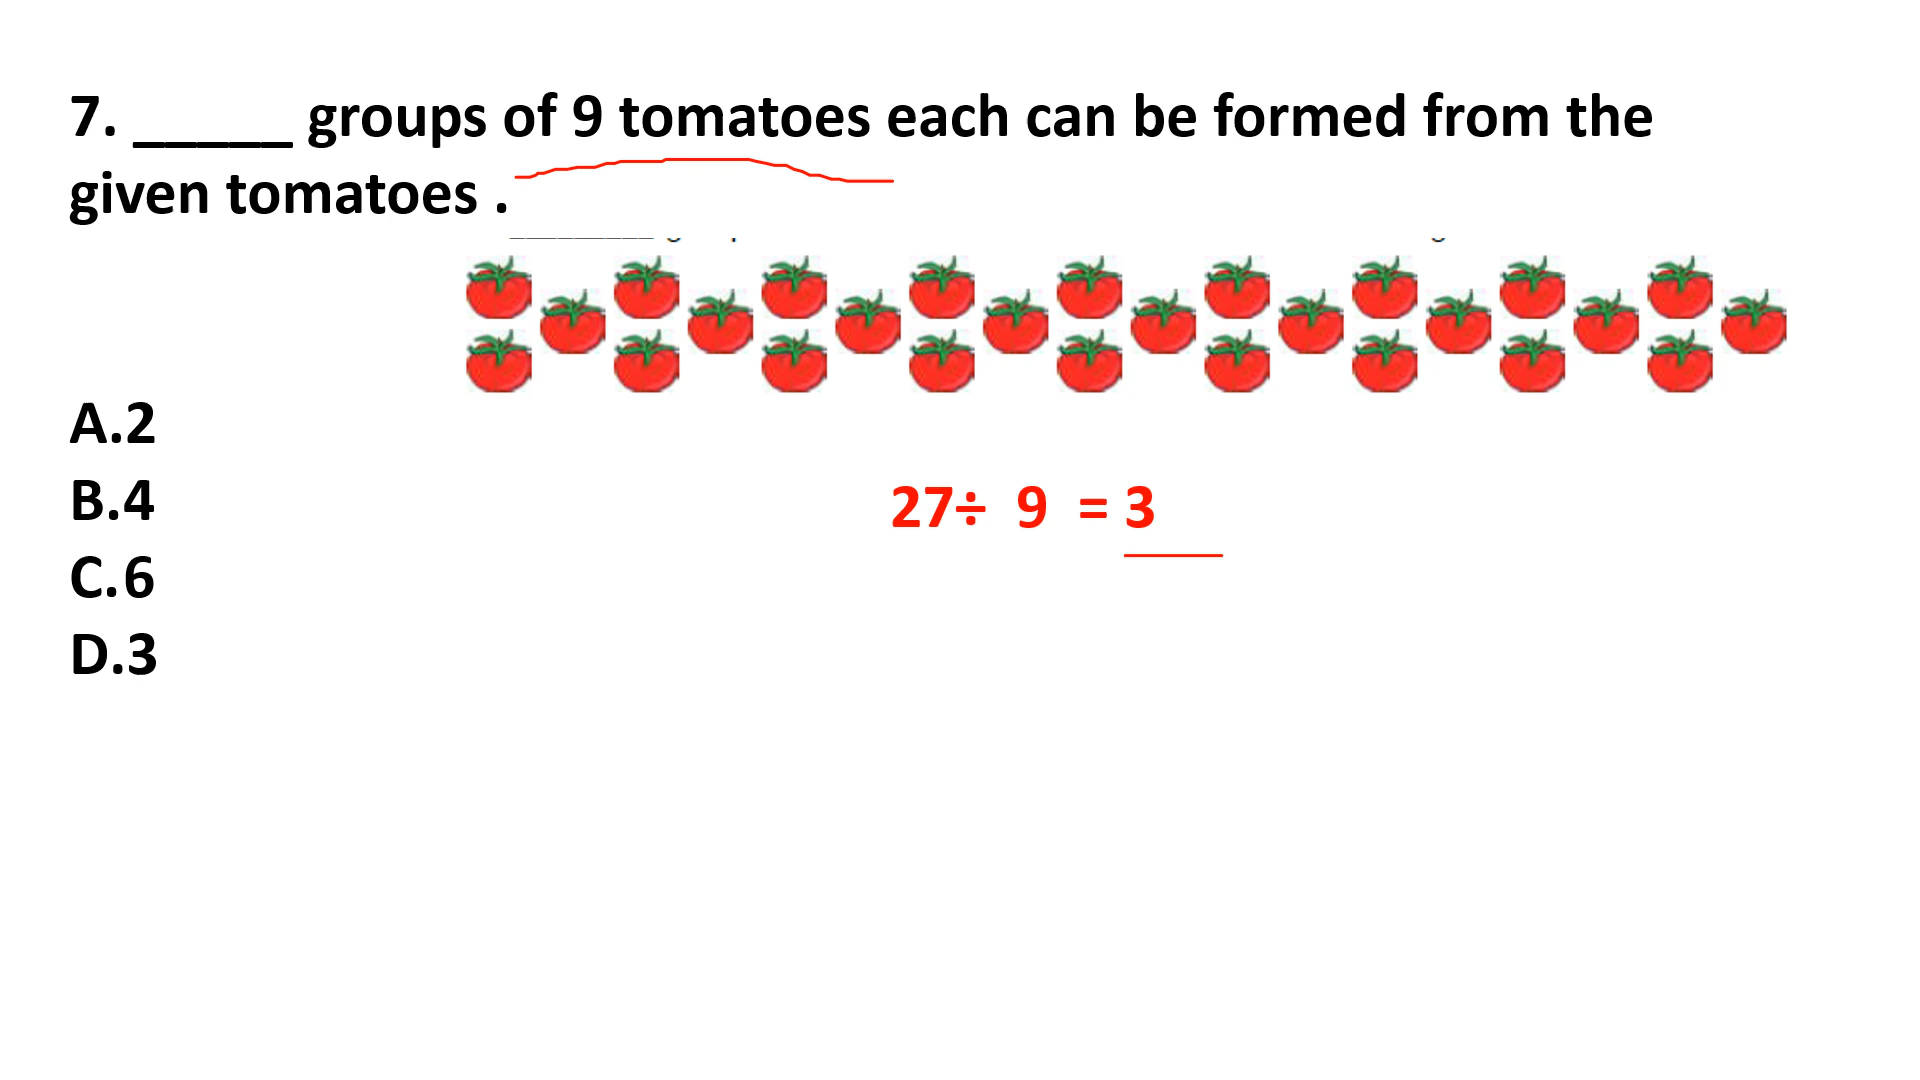 7. _____ groups of 9 tomatoes each can be formed from the
given tomatoes .
A.2
B.4
C.6
D.3
27÷ 9 = 3